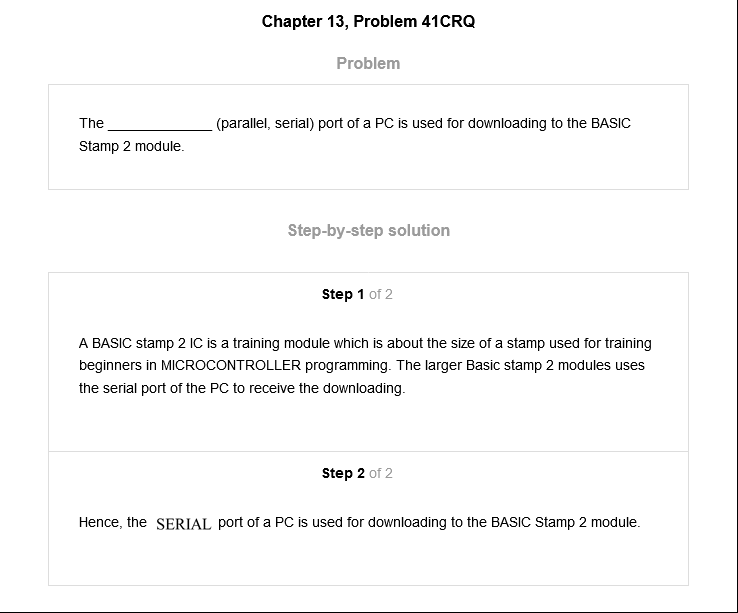 Chapter 13, Problem 41CRQ
Problem
The _____________ (parallel, serial) port of a PC is used for downloading to the BASIC
Stamp 2 module.
Step-by-step solution
Step 1 of 2
A BASIC stamp 2 IC is a training module which is about the size of a stamp used for training
beginners in MICROCONTROLLER programming. The larger Basic stamp 2 modules uses
the serial port of the PC to receive the downloading.
Step 2 of 2
Hence, the SERIAL port of a PC is used for downloading to the BASIC Stamp 2 module.